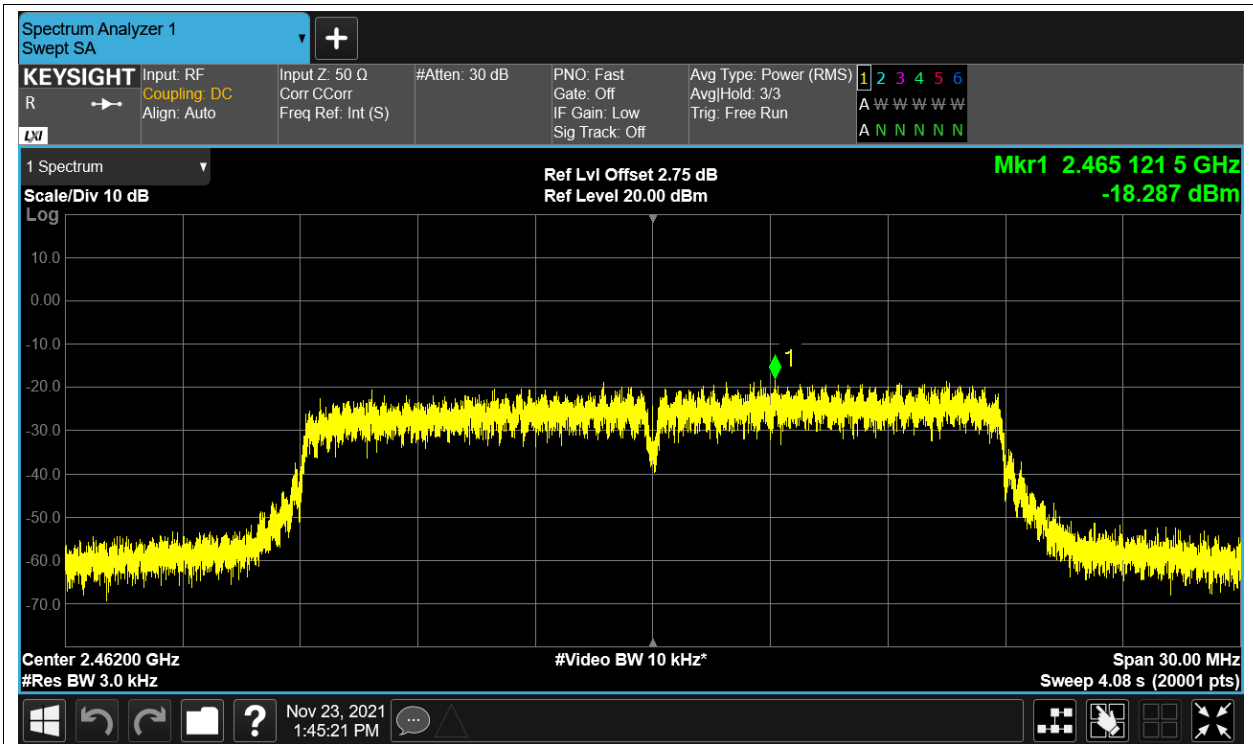 Spectrum Analyzer 1
Swept SA
+
KEYSIGHT
R
LXI
Input: RF
Coupling: DC
Align: Auto
Input Z: 50 Ω
Corr CCorr
Freq Ref: Int (S)
#Atten: 30 dB
PNO: Fast
Gate: Off
IF Gain: Low
Sig Track: Off
Avg Type: Power (RMS)
Avg|Hold: 3/3
Trig: Free Run
1 2 3 4 5 6
A W W W W W
A N N N N N
1 Spectrum
Scale/Div 10 dB
Log
Ref Lvl Offset 2.75 dB
Ref Level 20.00 dBm
Mkr1 2.465 121 5 GHz
-18.287 dBm
10.0
0.00
-10.0
-20.0
-30.0
-40.0
-50.0
-60.0
-70.0
1
Center 2.46200 GHz
#Res BW 3.0 kHz
#Video BW 10 kHz*
Span 30.00 MHz
Sweep 4.08 s (20001 pts)
?
Nov 23, 2021
1:45:21 PM